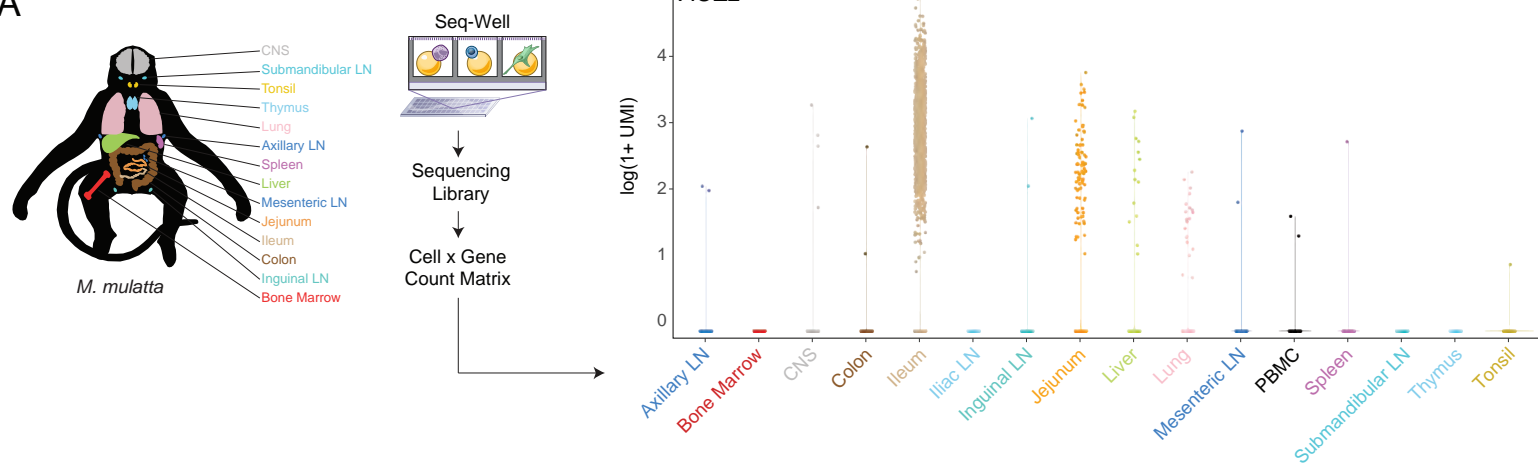 A
CNS
Submandibular LN
Tonsil
Thymus
Lung
Axillary LN
Spleen
Liver
Mesenteric LN
Jejunum
Ileum
Colon
Inguinal LN
Bone Marrow
M. mulatta
Seq-Well
Sequencing
Library
Cell x Gene
Count Matrix
log(1+ UMI)
4
3
2
1
0
Axillary LN
Bone Marrow
CNS
Colon
Ileum
Iliac LN
Inguinal LN
Jejunum
Liver
Lung
Mesenteric LN
PBMC
Spleen
Submandibular LN
Thymus
Tonsil